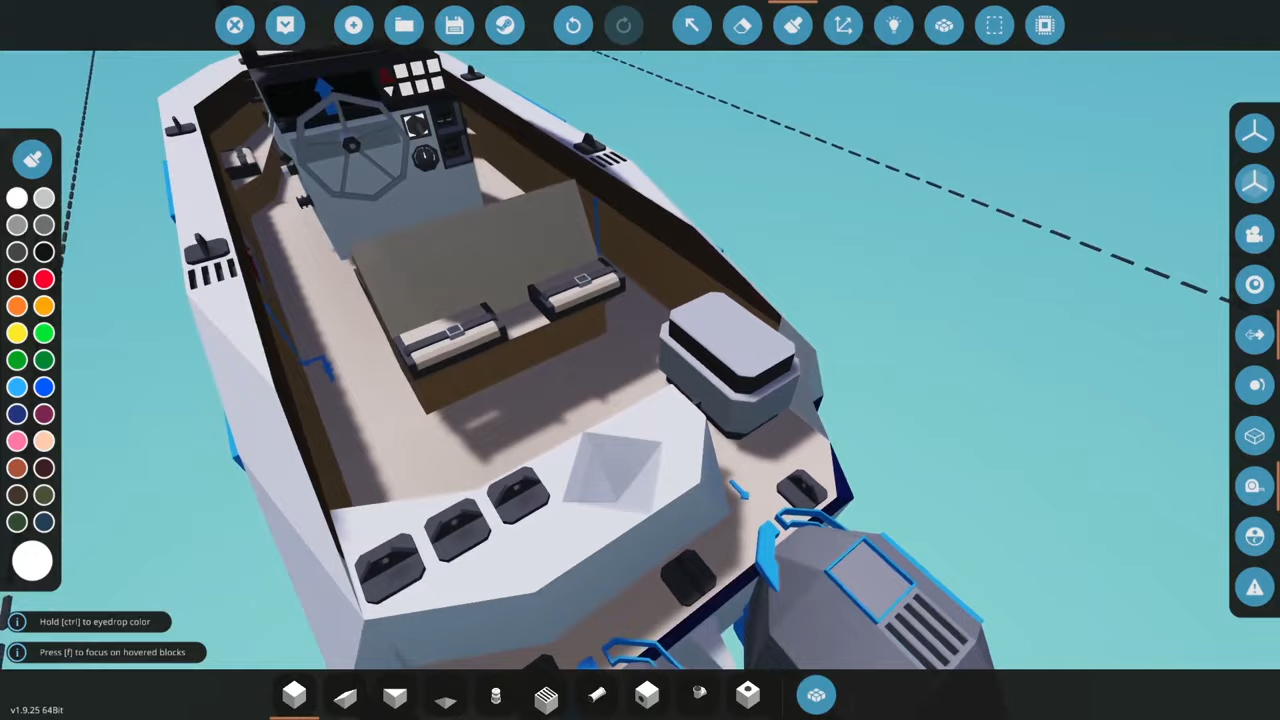 Hold [ctrl] to eyedrop color
Press [f] to focus on hovered blocks
v1.9.25 64Bit